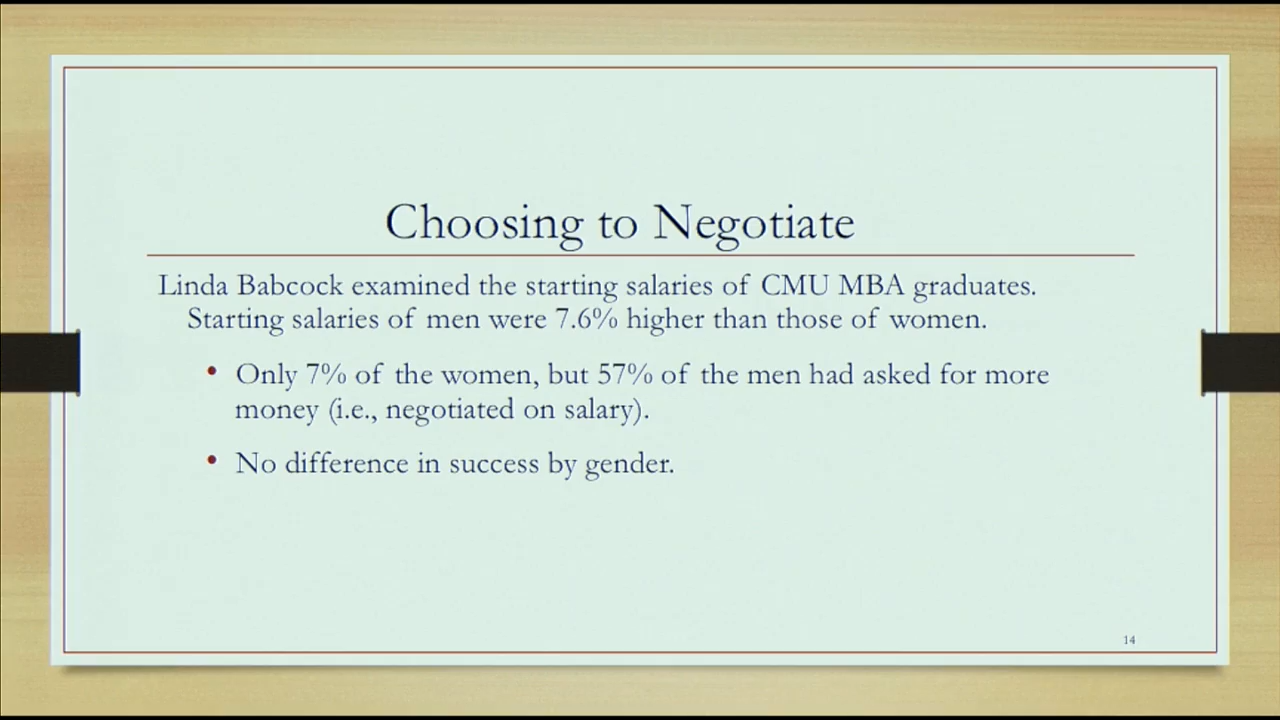 Choosing to Negotiate
Linda Babcock examined the starting salaries of CMU MBA graduates.
Starting salaries of men were 7.6% higher than those of women.
• Only 7% of the women, but 57% of the men had asked for more
money (i.e., negotiated on salary).
• No difference in success by gender.
14